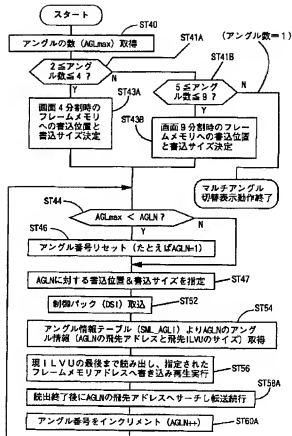 スタート
ST40
アングルの数(AGLmax)取得
ST41A
2≦アング
ル数≦4?
N
ST41B
(アングル数=1)
Y
ST43A
5≦アング
ル数≦9?
N
画面4分割時のフ
レームメモリへ
の書込位置と
書込サイズ決定
ST43B
Y
画面9分割時のフレー
ムメモリへの書込位置
と書込サイズ決定
マルチアングル
切替表示動作終了
ST44
AGLmax < AGLN?
N
ST46
Y
アングル番号リセット(たとえばAGLN=1)
AGLNに対する書込位置&書込サイズを指定
ST47
ST52
制御パック(DSI)取込
ST54
アングル情報テーブル(SML_AGLI)よりAGLNのアング
ル情報(AGLNの飛先アドレスと飛先ILVUのサイズ)取得
ST56
現ILVUの最後まで読み出し、指定された
フレームメモリアドレスへ書き込み再生実行
ST58A
読出終了後にAGLNの飛先アドレスへサーチし転送続行
ST60A
アングル番号をインクリメント(AGLN++)